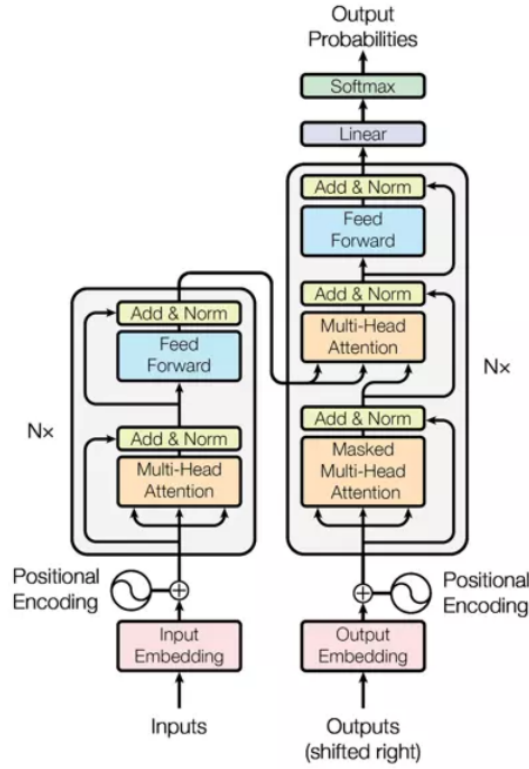 Output
Probabilities
Softmax
Linear
Add & Norm
Feed
Forward
Add & Norm
Multi-Head
Attention
Add & Norm
Masked
Multi-Head
Attention
Nx
Add & Norm
Feed
Forward
Add & Norm
Multi-Head
Attention
Nx
Positional
Encoding
Positional
Encoding
Input
Embedding
Output
Embedding
Inputs
Outputs
(shifted right)